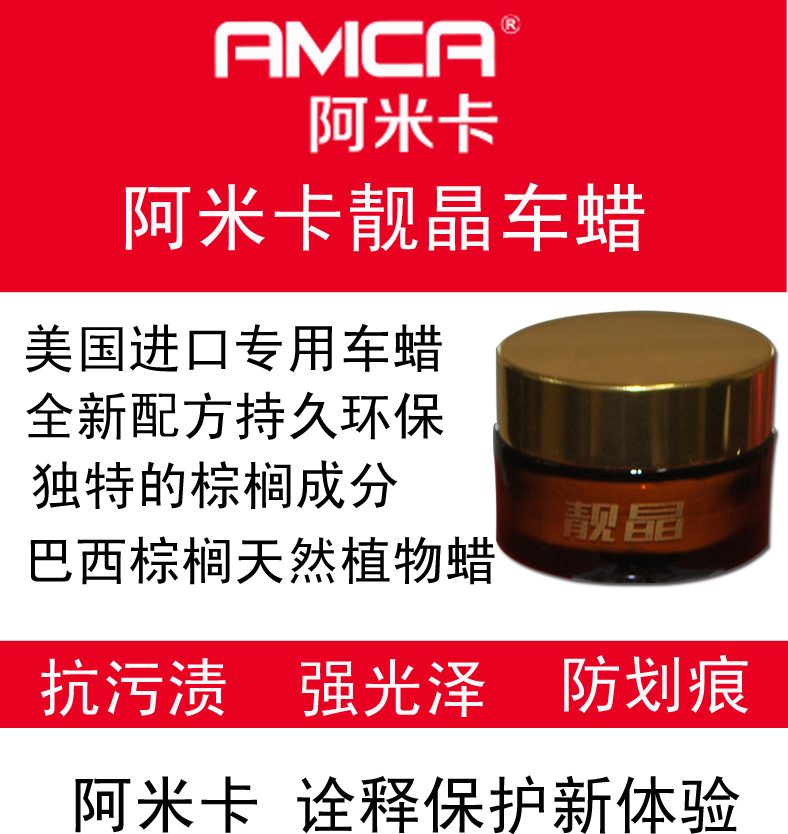 AMCA®
阿米卡
阿米卡靓晶车蜡
美国进口专用车蜡
全新配方持久环保
独特的棕榈成分
巴西棕榈天然植物蜡
靓晶
抗污渍 强光泽 防划痕
阿米卡 诠释保护新体验